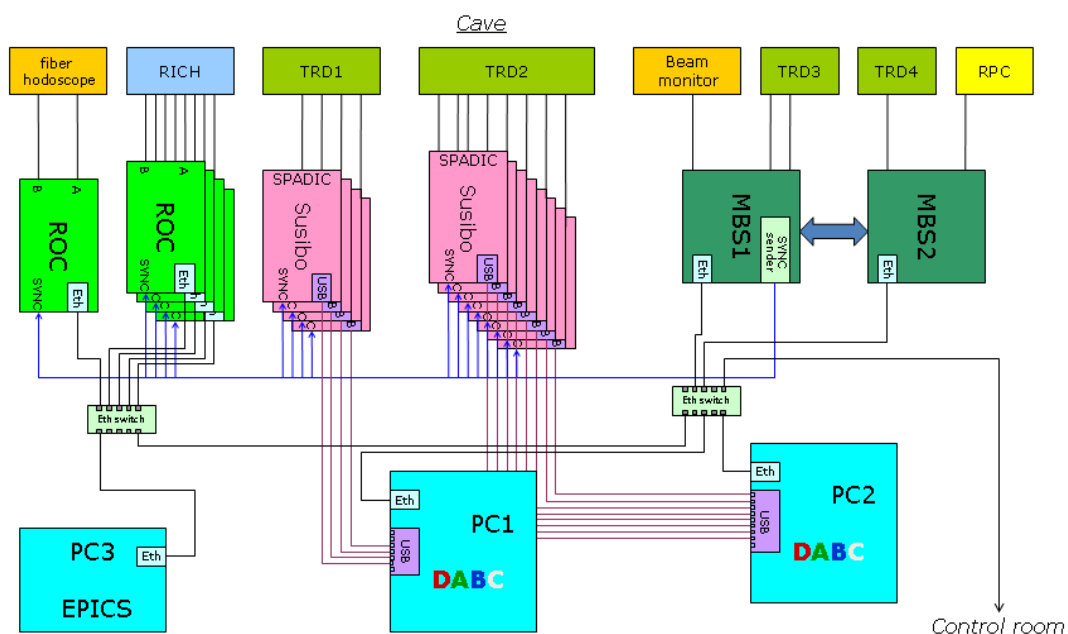 Cave
fiber
hodoscope
RICH
TRD1
TRD2
Beam
monitor
TRD3
TRD4
RPC
B
A
ROC
SYNC
Eth
B
A
ROC
SYNC
Eth
h
C
C
C
SPADIC
Susibo
SYNC
USB
B
B
B
C
C
C
SPADIC
Susibo
SYNC
USB
B
B
B
B
B
B
B
C
C
C
C
C
C
C
MBS1
Eth
SYNC
sender
MBS2
Eth
Eth switch
Eth switch
PC3
Eth
EPICS
Eth
PC1
USB
DABC
Eth
PC2
USB
DABC
Control room